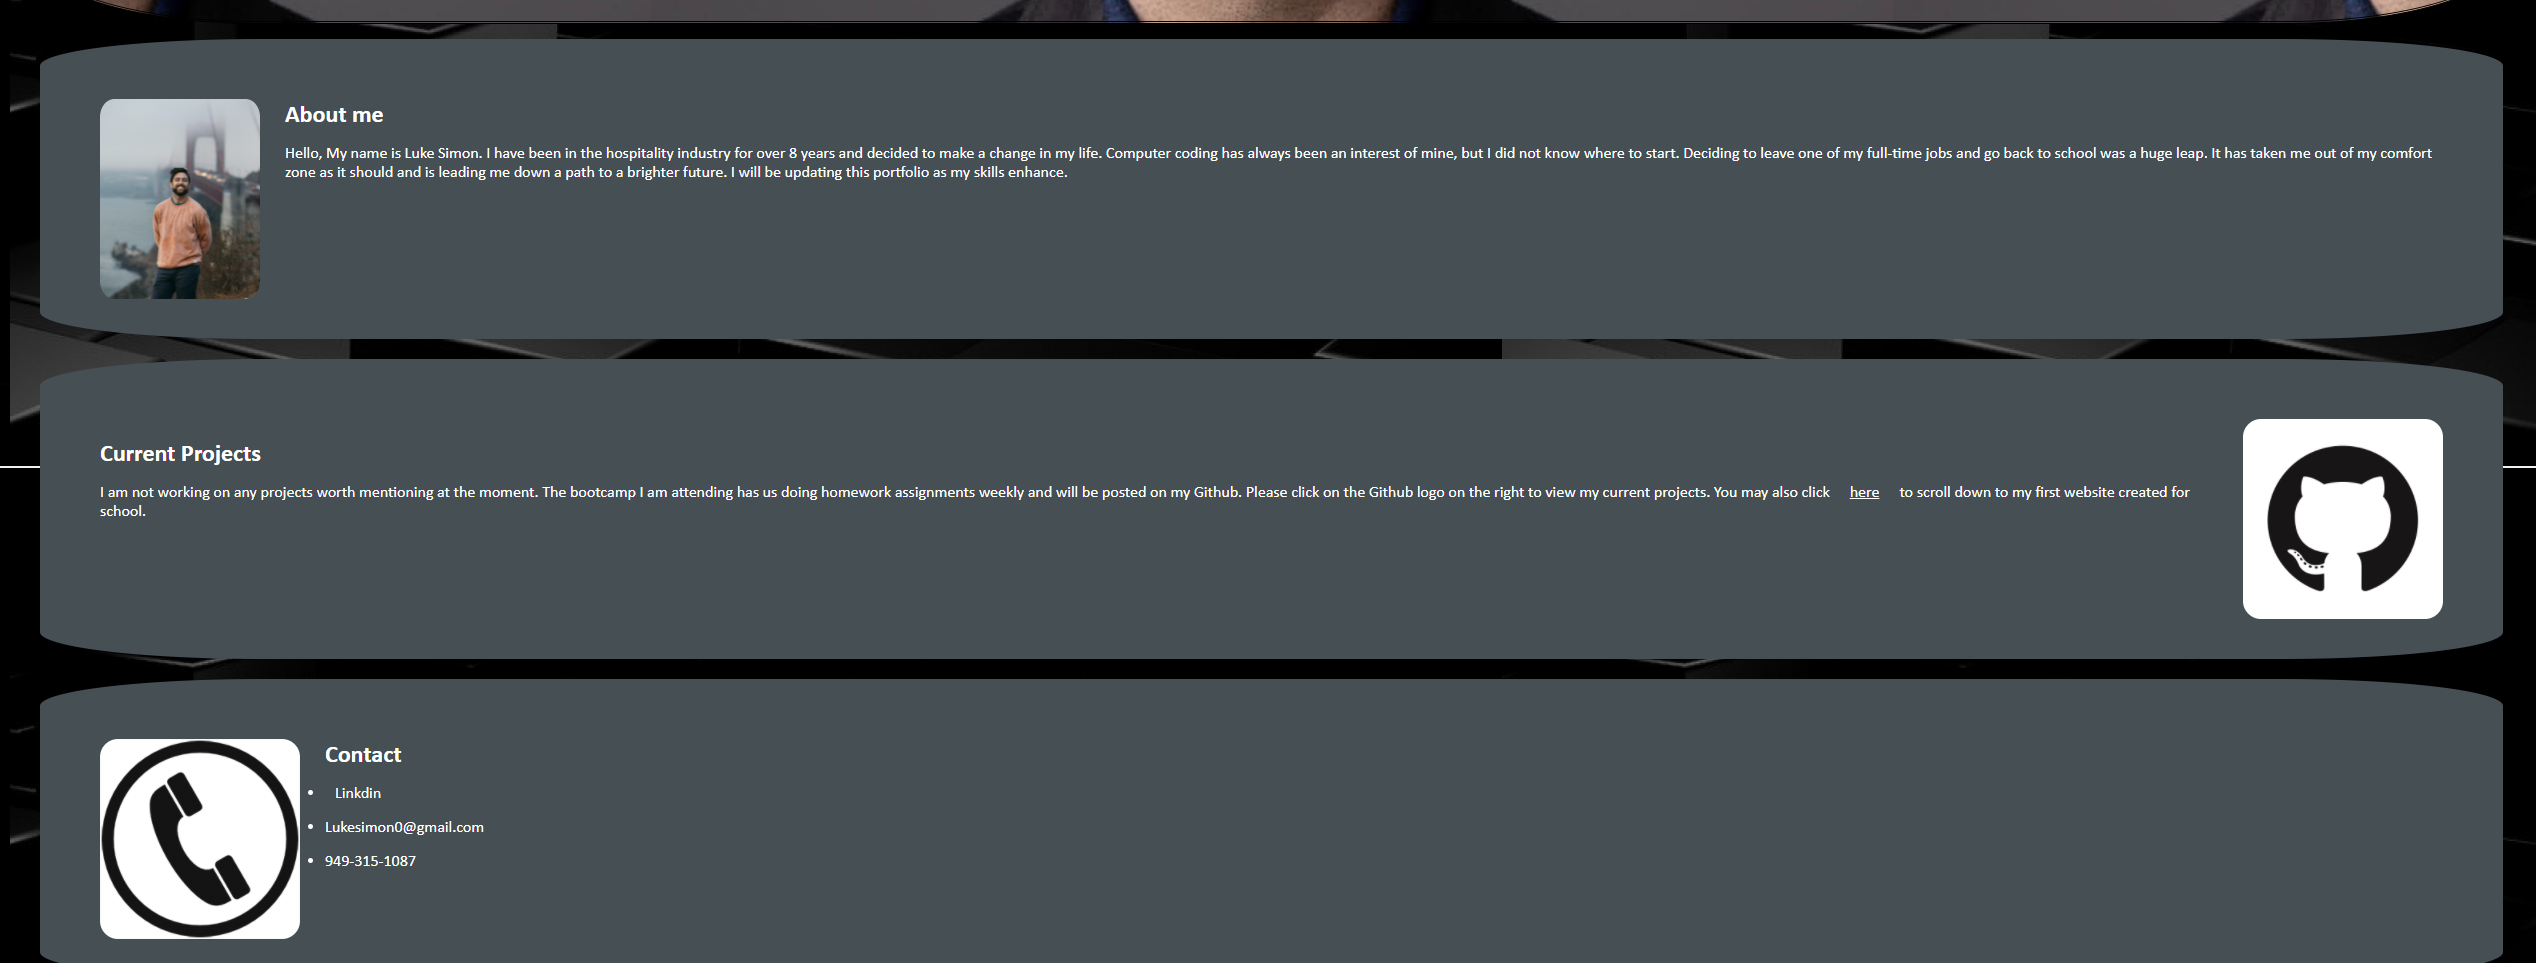 About me
Hello, My name is Luke Simon. I have been in the hospitality industry for over 8 years and decided to make a change in my life. Computer coding has always been an interest of mine, but I did not know where to start. Deciding to leave one of my full-time jobs and go back to school was a huge leap. It has taken me out of my comfort
zone as it should and is leading me down a path to a brighter future. I will be updating this portfolio as my skills enhance.
Current Projects
I am not working on any projects worth mentioning at the moment. The bootcamp I am attending has us doing homework assignments weekly and will be posted on my Github. Please click on the Github logo on the right to view my current projects. You may also click here to scroll down to my first website created for
school.
Contact
• Linkdin
• Lukesimon0@gmail.com
• 949-315-1087